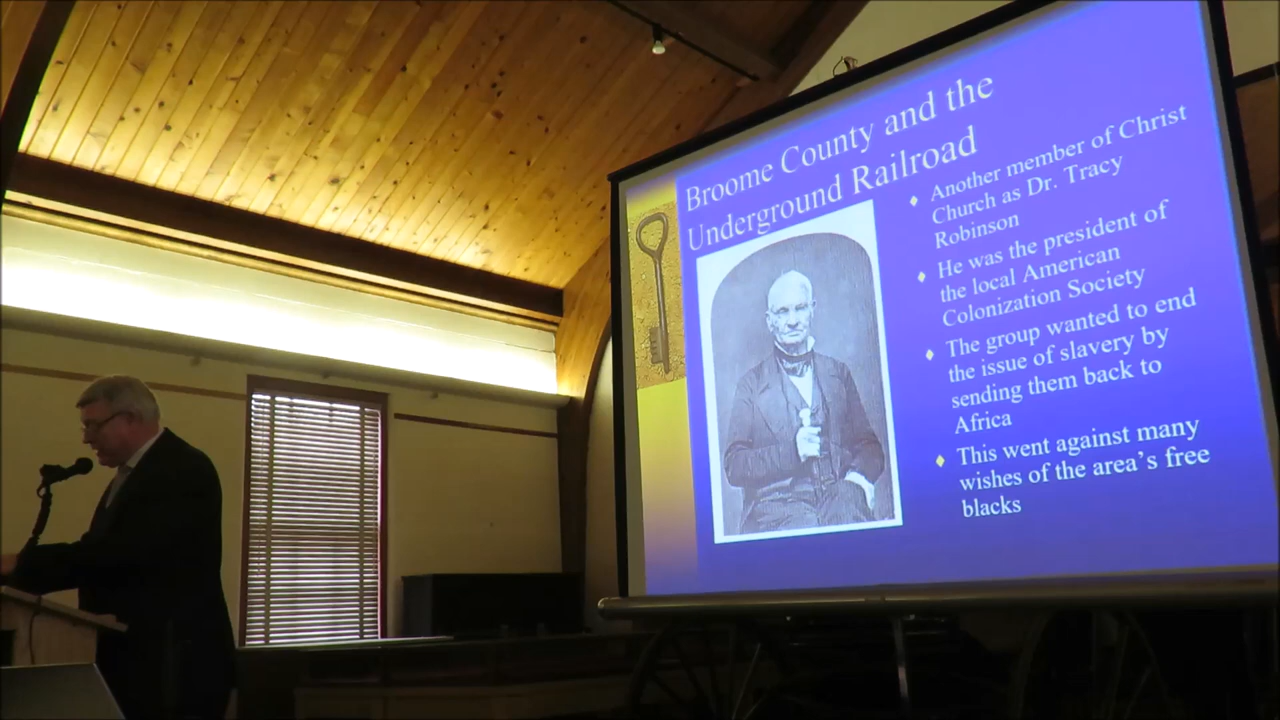 Broome County and the
Underground Railroad
Another member of Christ
Church as Dr. Tracy
Robinson
He was the president of
the local American
Colonization Society
The group wanted to end
the issue of slavery by
sending them back to
Africa
This went against many
wishes of the area's free
blacks